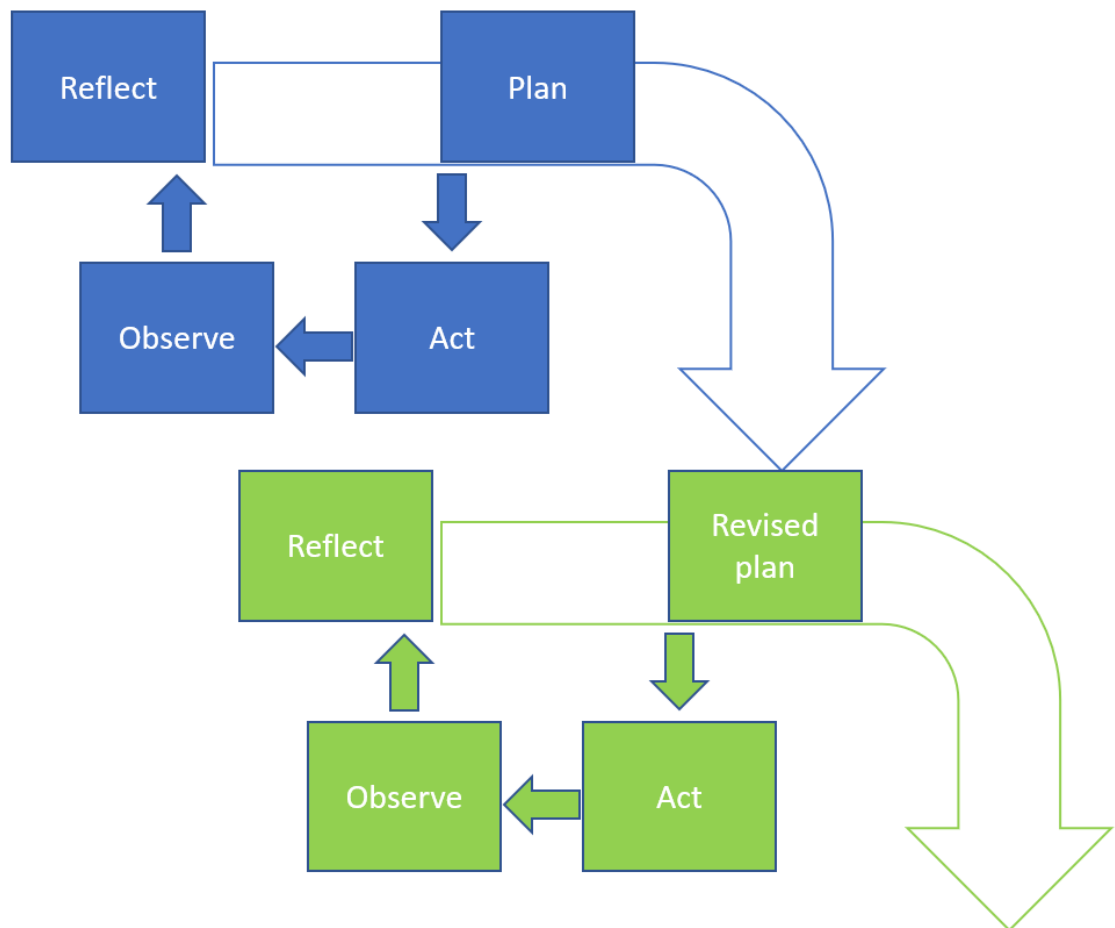 Reflect
Plan
Observe
Act
Reflect
Revised
plan
Observe
Act